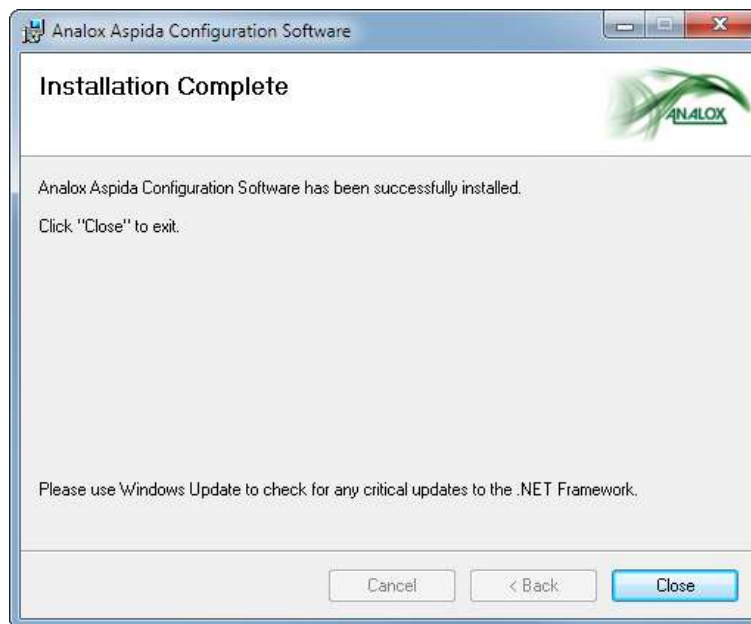 Analox Aspida Configuration Software
Installation Complete
ANALOX
Analox Aspida Configuration Software has been successfully installed.
Click "Close" to exit.
Please use Windows Update to check for any critical updates to the .NET Framework.
Cancel
< Back
Close